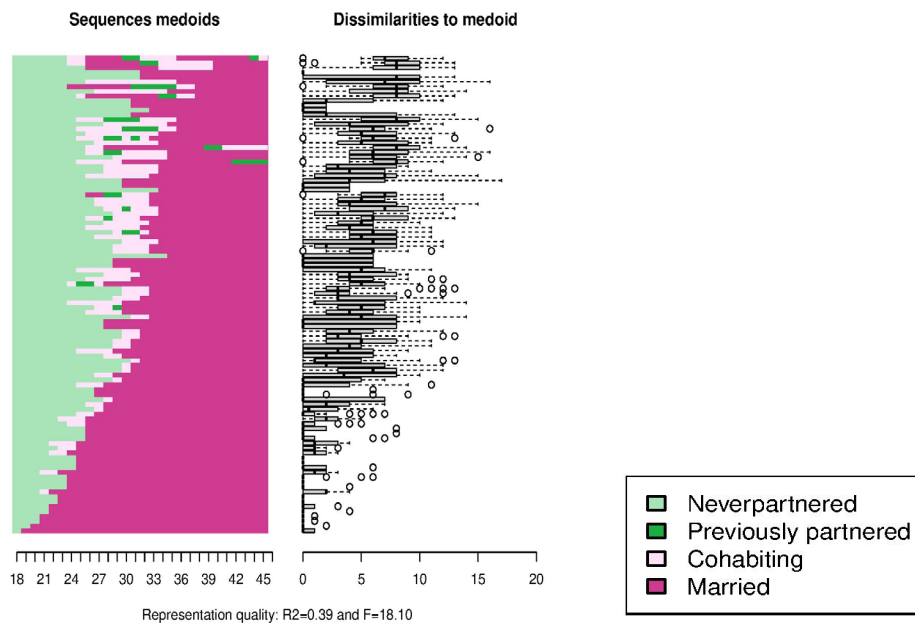 Sequences medoids
Dissimilarities to medoid
18 21 24 27 30 33 36 39 42 45
0 5 10 15 20
Neverpartnered
Previously partnered
Cohabiting
Married
Representation quality: R2=0.39 and F=18.10